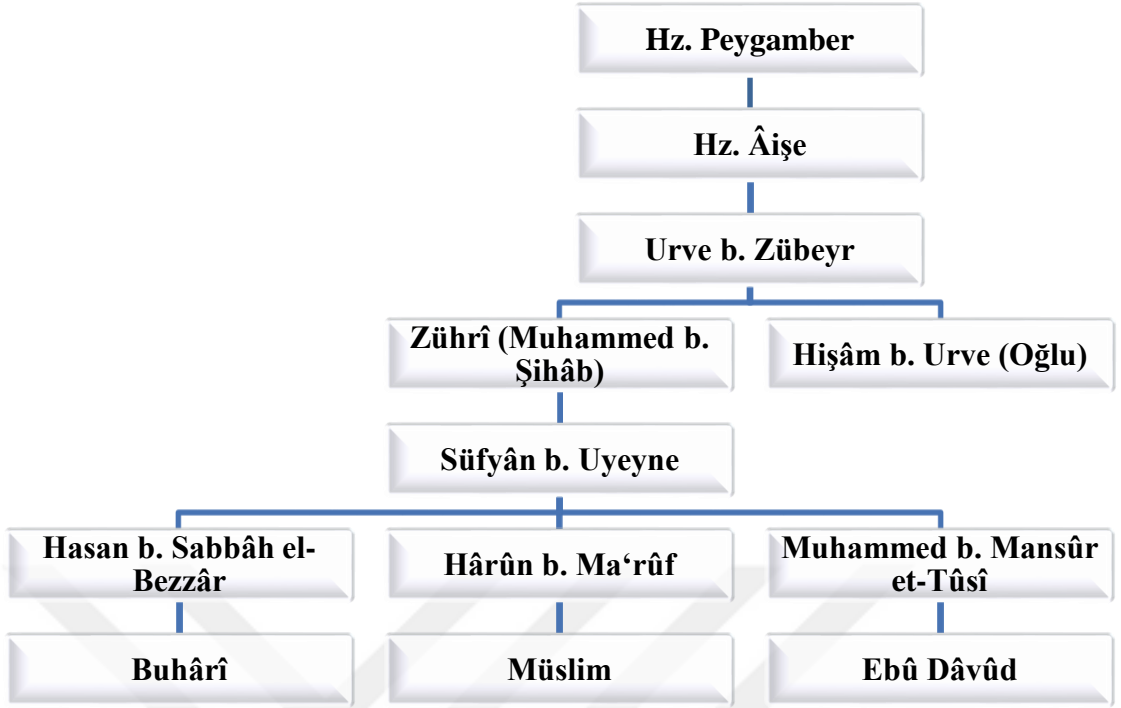 Hz. Peygamber
Hz. Âişe
Urve b. Zübeyr
Zührî (Muhammed b.
Şihâb)
Hişâm b. Urve (Oğlu)
Süfyân b. Uyeyne
Hasan b. Sabbâh el-
Bezzâr
Hârûn b. Ma‘rûf
Muhammed b. Mansûr
et-Tûsî
Buhârî
Müslim
Ebû Dâvûd